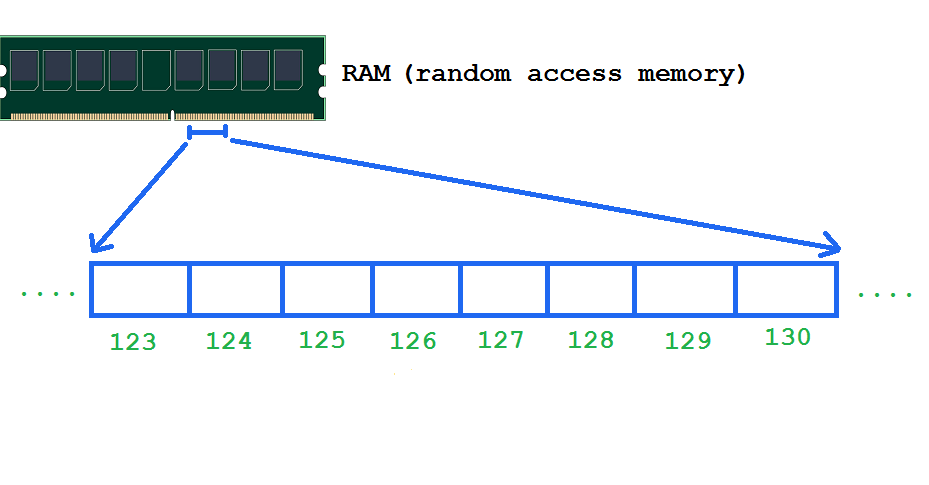 RAM (random access memory)
.... ....
123 124 125 126 127 128 129 130